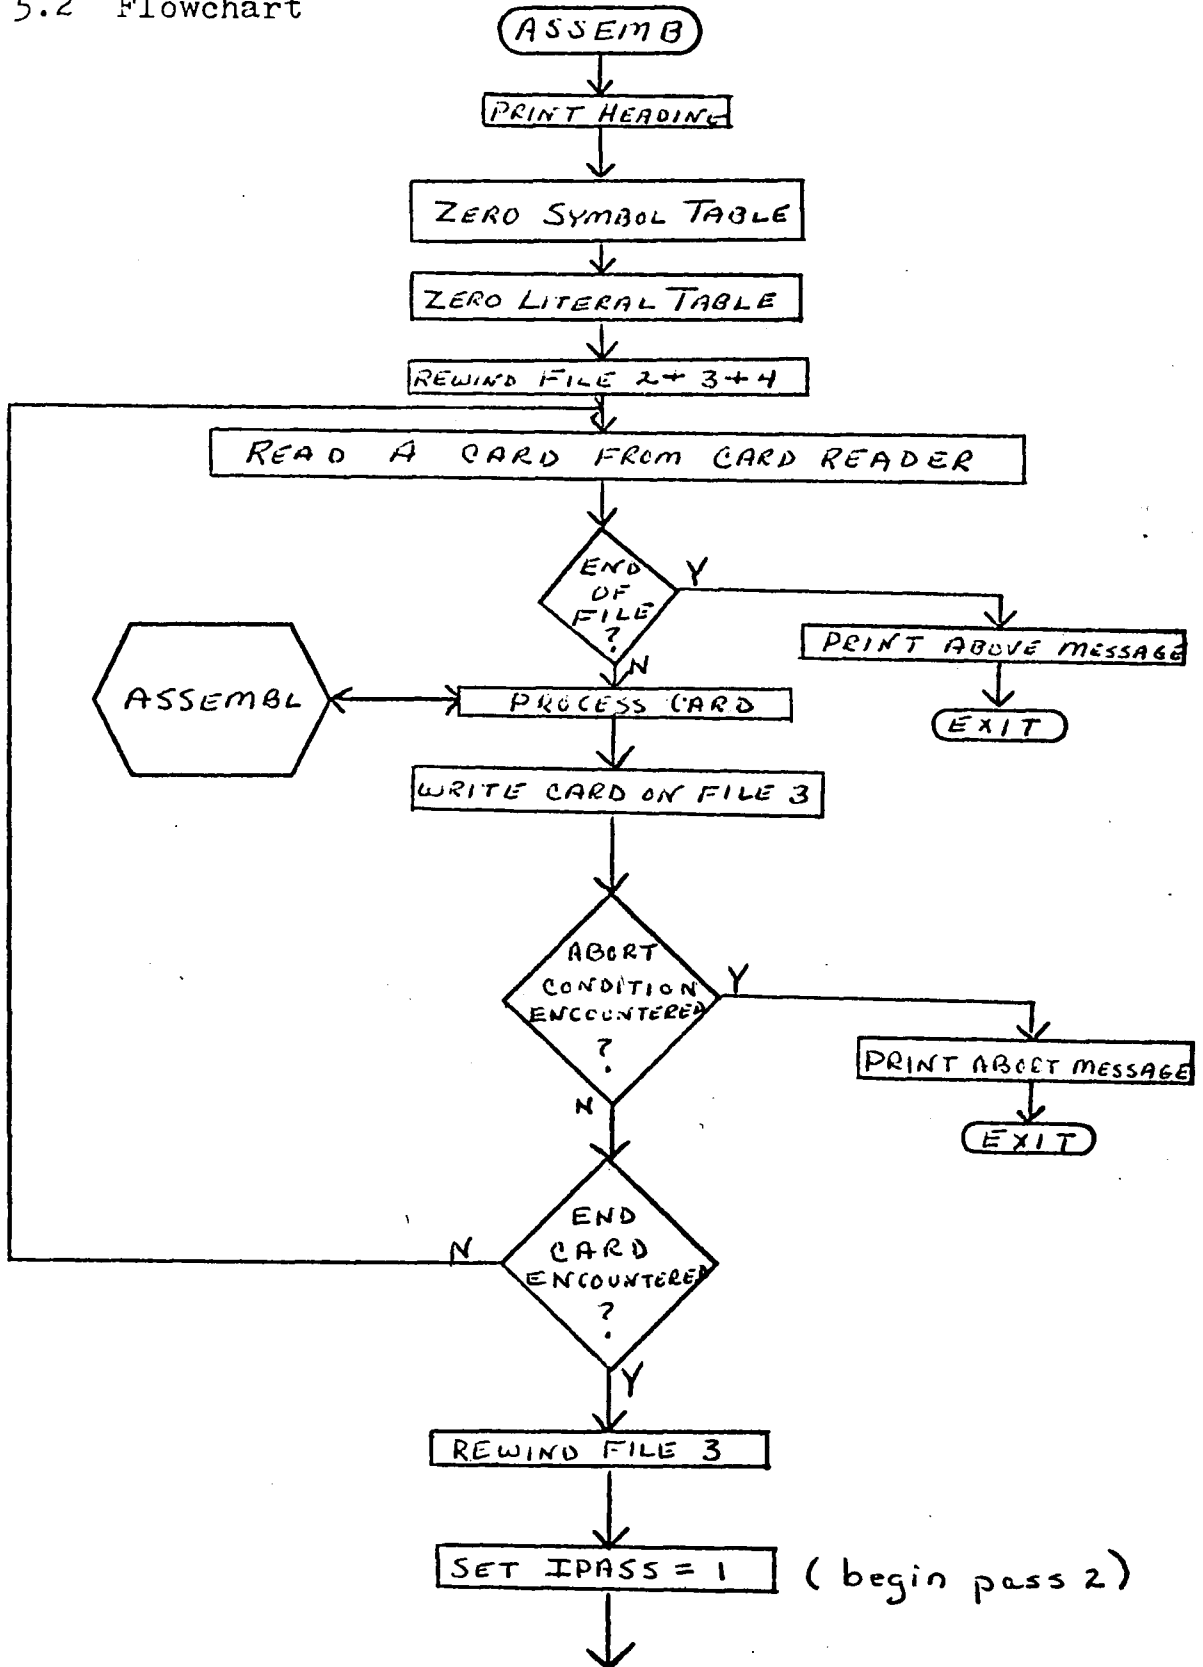 5.2 Flowchart
ASSEMB
PRINT HEADING
ZERO SYMBOL TABLE
ZERO LITERAL TABLE
REWIND FILE 2+3+4
READ A CARD FROM CARD READER
END
OF
FILE
?
Y
N
PRINT ABOVE MESSAGE
EXIT
ASSEMBL
PROCESS CARD
WRITE CARD ON FILE 3
ABORT
CONDITION
ENCOUNTERED
?
Y
N
PRINT ABORT MESSAGE
EXIT
END
CARD
ENCOUNTERED
?
N
Y
REWIND FILE 3
SET IPASS = 1 (begin pass 2)